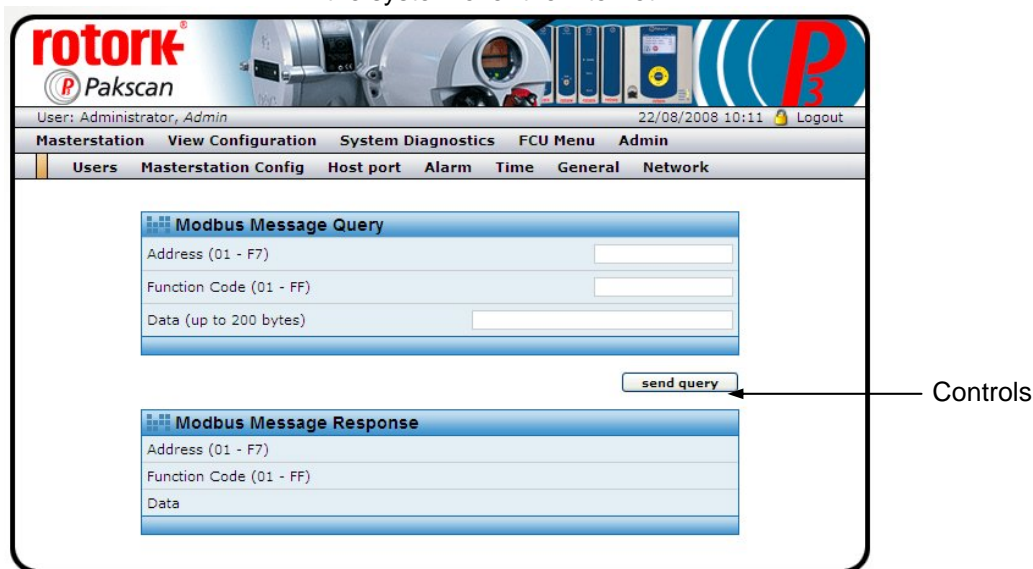 rotork®
Pakscan
P3
User: Administrator, Admin 22/08/2008 10:11 Logout
Masterstation View Configuration System Diagnostics FCU Menu Admin
Users Masterstation Config Host port Alarm Time General Network
Modbus Message Query
Address (01 - F7)
Function Code (01 - FF)
Data (up to 200 bytes)
send query
Controls
Modbus Message Response
Address (01 - F7)
Function Code (01 - FF)
Data